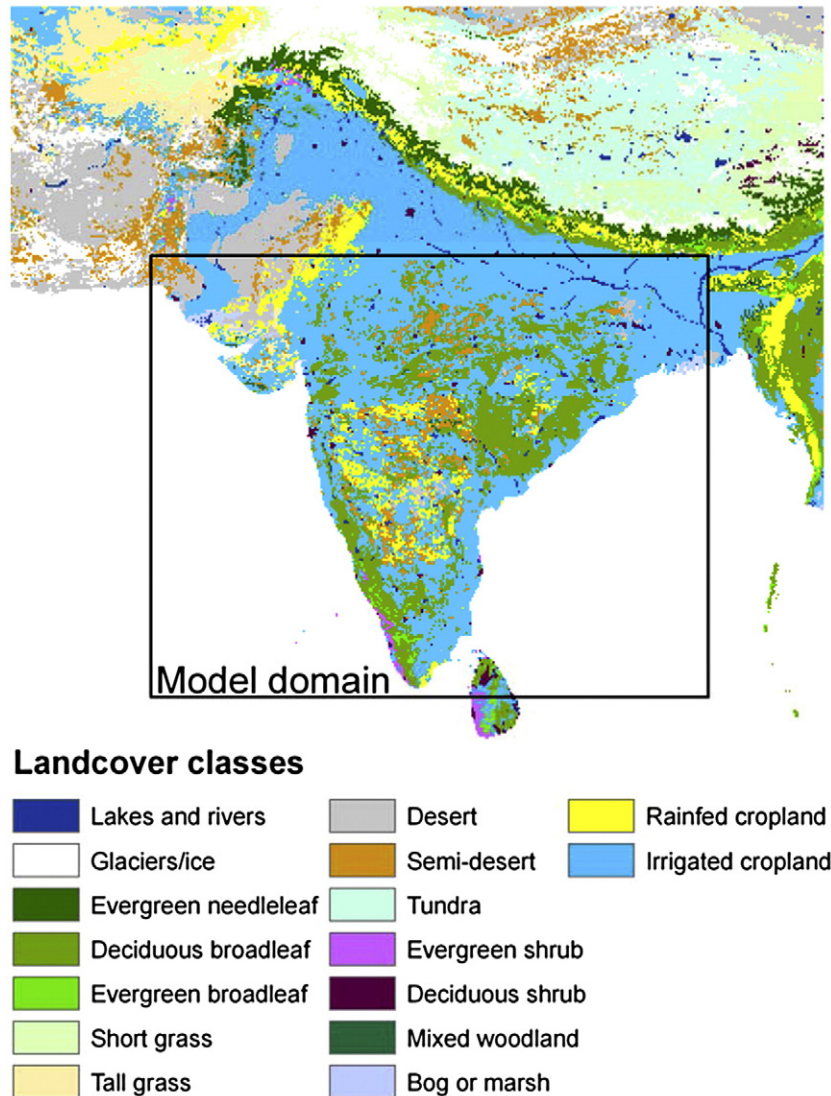 Model domain
Landcover classes
Lakes and rivers
Glaciers/ice
Evergreen needleleaf
Deciduous broadleaf
Evergreen broadleaf
Short grass
Tall grass
Desert
Semi-desert
Tundra
Evergreen shrub
Deciduous shrub
Mixed woodland
Bog or marsh
Rainfed cropland
Irrigated cropland